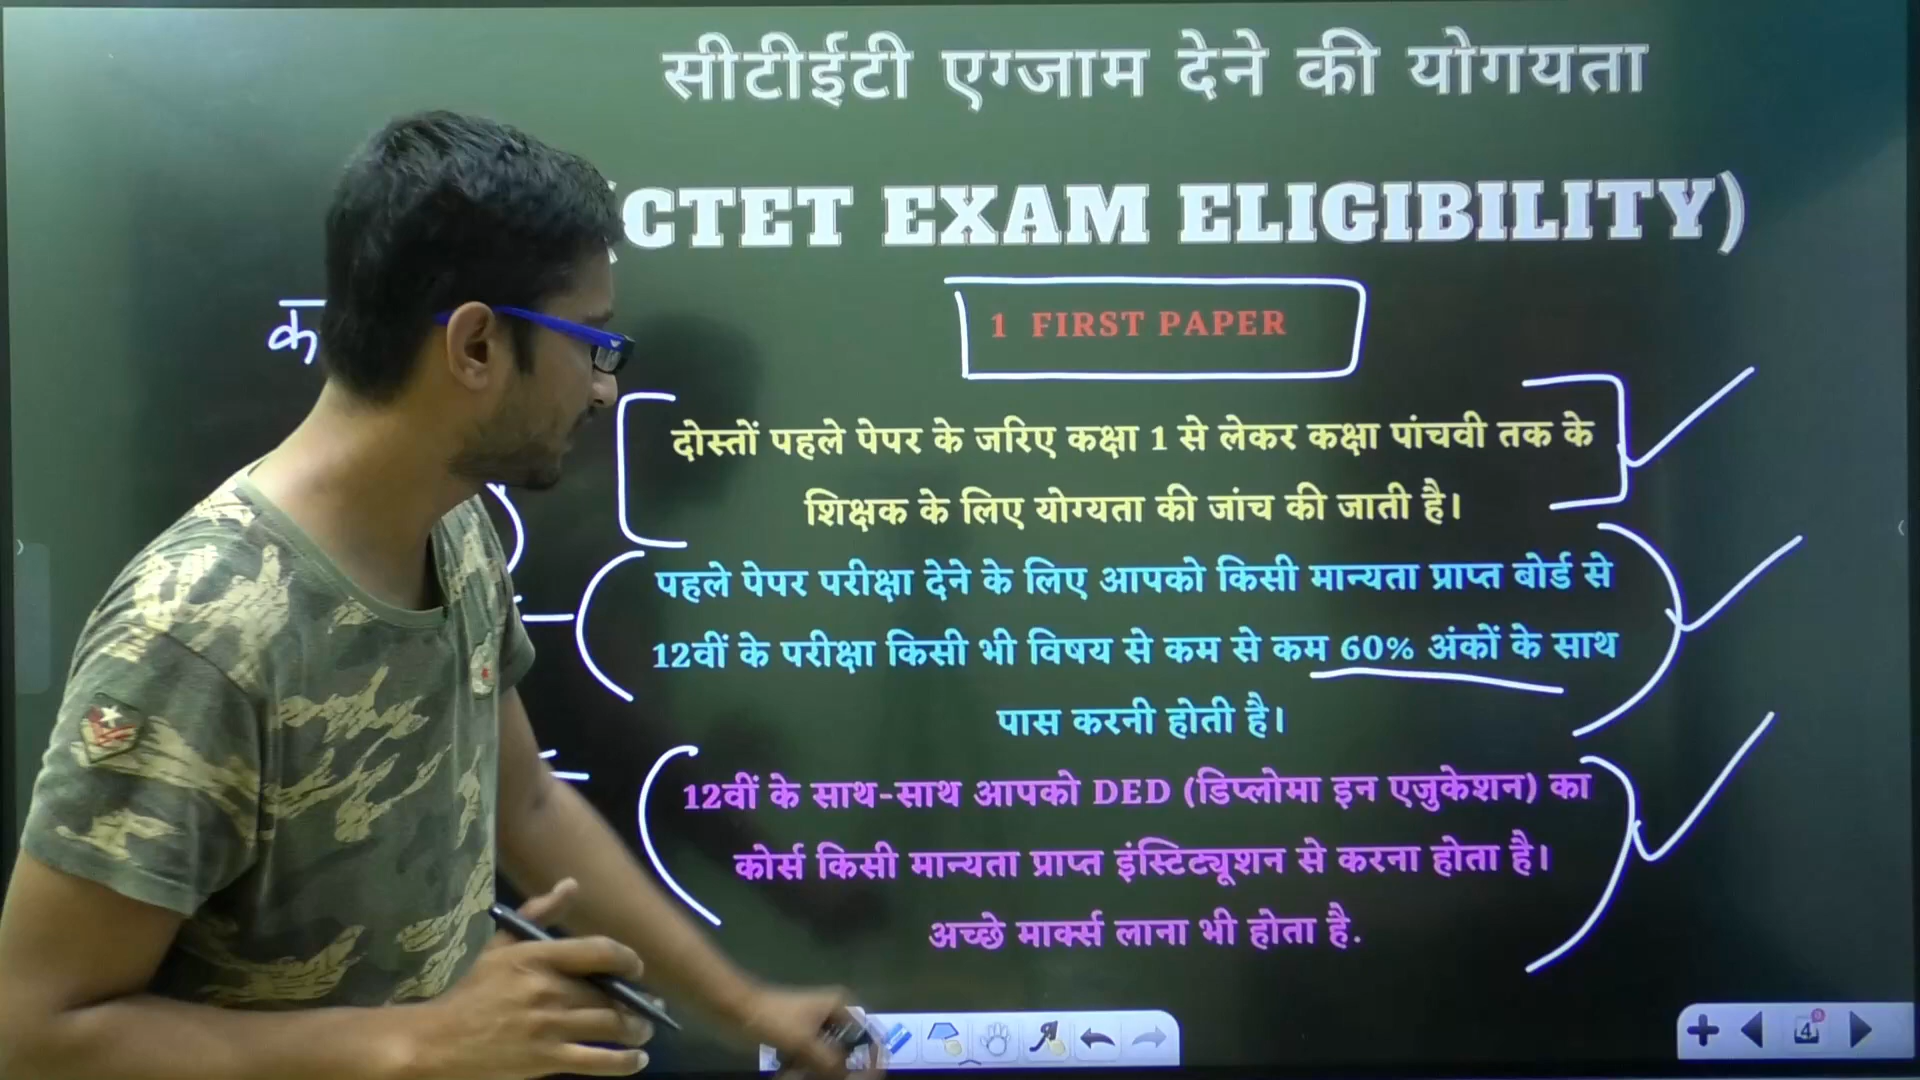 सीटीईटी एग्जाम देने की योगयता
(CTET EXAM ELIGIBILITY)
1 FIRST PAPER
क
दोस्तों पहले पेपर के जरिए कक्षा 1 से लेकर कक्षा पांचवी तक के
शिक्षक के लिए योग्यता की जांच की जाती है।
पहले पेपर परीक्षा देने के लिए आपको किसी मान्यता प्राप्त बोर्ड से
12वीं के परीक्षा किसी भी विषय से कम से कम 60% अंकों के साथ
पास करनी होती है।
12वीं के साथ-साथ आपको DED (डिप्लोमा इन एजुकेशन) का
कोर्स किसी मान्यता प्राप्त इंस्टिट्यूशन से करना होता है।
अच्छे मार्क्स लाना भी होता है.
4